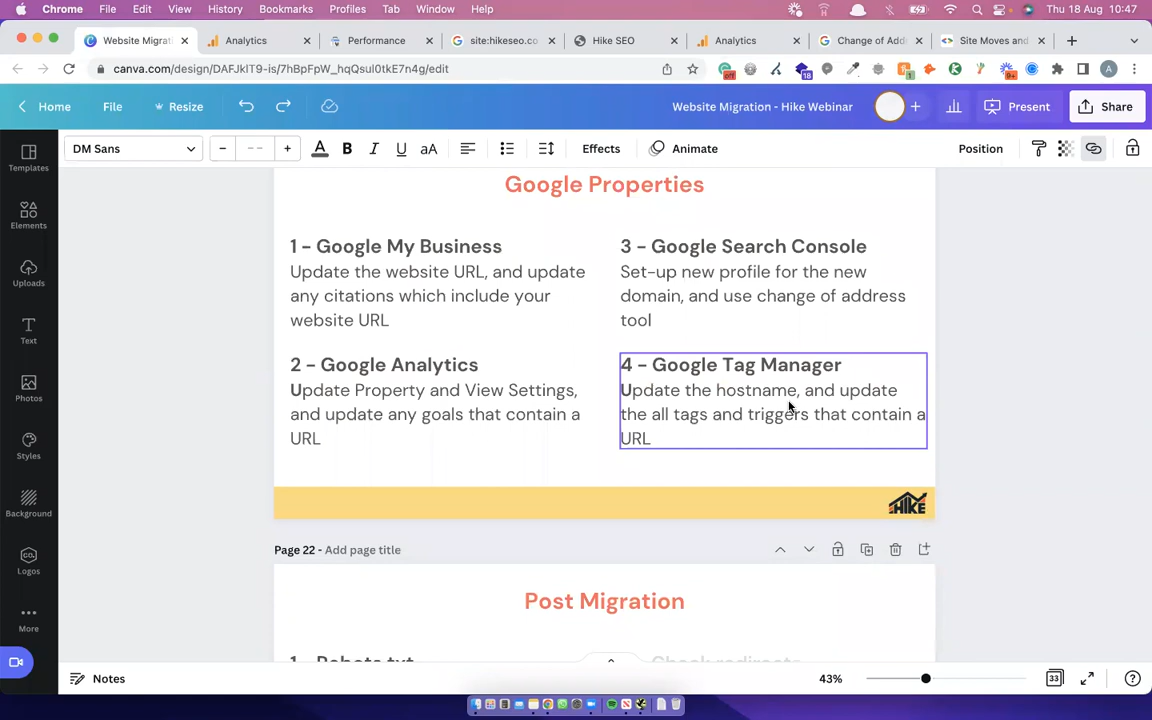 Chrome File Edit View History Bookmarks Profiles Tab Window Help Thu 18 Aug 10:47
Website Migrat Analytics Performance site:hikeseo.co Hike SEO Analytics Change of Add Site Moves and
canva.com/design/DAFJklT9-is/7hBpFpW_hqQsul0tkE7n4g/edit
Home File Resize Website Migration - Hike Webinar Present Share
DM Sans B I U aA Effects Animate Position
Templates
Elements
Uploads
Text
Photos
Styles
Background
Logos
More
Google Properties
1 - Google My Business
Update the website URL, and update
any citations which include your
website URL
2 - Google Analytics
Update Property and View Settings,
and update any goals that contain a
URL
3 - Google Search Console
Set-up new profile for the new
domain, and use change of address
tool
4 - Google Tag Manager
Update the hostname, and update
the all tags and triggers that contain a
URL
HIKE
Page 22 - Add page title
Post Migration
1 - Robots.txt Check redirects
Notes 43% 33